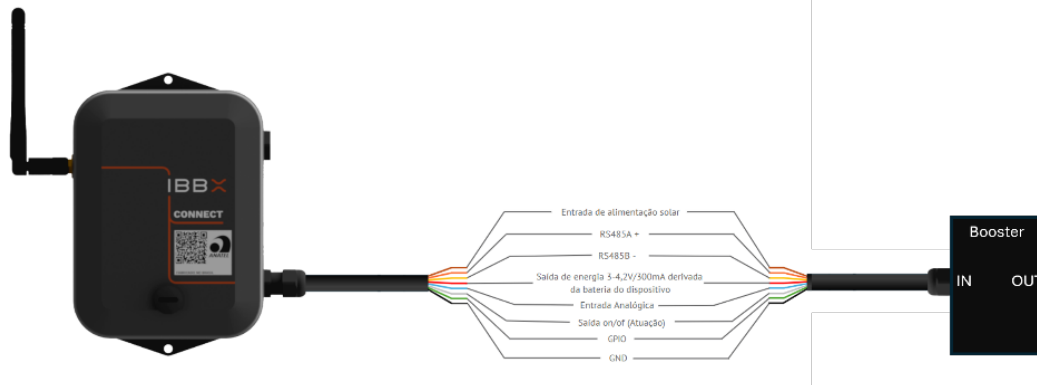 IBBX
CONNECT
Entrada de alimentação solar
RS485A +
RS485B -
Saída de energia 3-4,2V/300mA derivada
da bateria do dispositivo
Entrada Analógica
Saída on/of (Atuação)
GPIO
GND
Booster
IN OUT